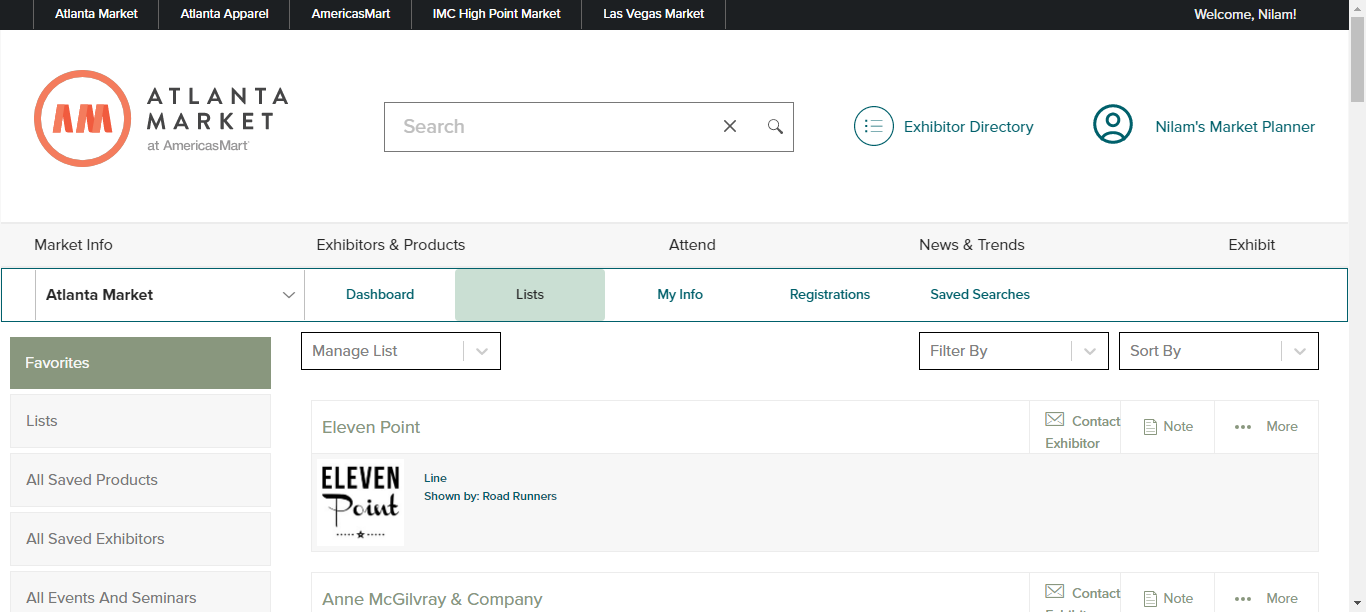 Atlanta Market Atlanta Apparel AmericasMart IMC High Point Market Las Vegas Market Welcome, Nilam!
AM ATLANTA
MARKET
at AmericasMart
Search
Exhibitor Directory
Nilam's Market Planner
Market Info Exhibitors & Products Attend News & Trends Exhibit
Atlanta Market Dashboard Lists My Info Registrations Saved Searches
Favorites
Lists
All Saved Products
All Saved Exhibitors
All Events And Seminars
Manage List Filter By Sort By
Eleven Point
Contact
Exhibitor
Note
••• More
ELEVEN
Point
Line
Shown by: Road Runners
Anne McGilvray & Company
Contact
Note
••• More